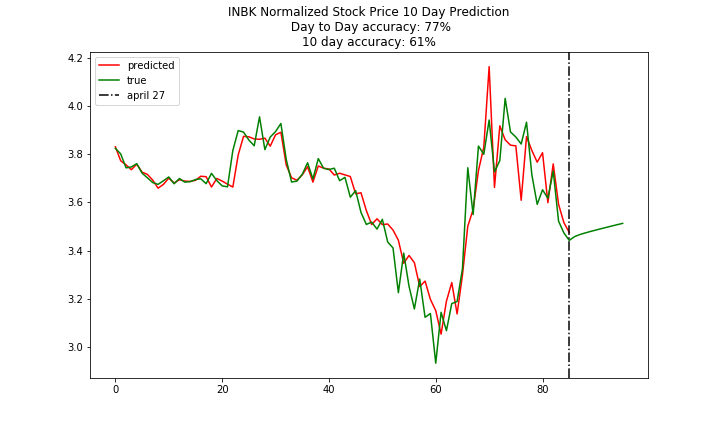 INBK Normalized Stock Price 10 Day Prediction
Day to Day accuracy: 77%
10 day accuracy: 61%
predicted
true
april 27
4.2
4.0
3.8
3.6
3.4
3.2
3.0
0 20 40 60 80